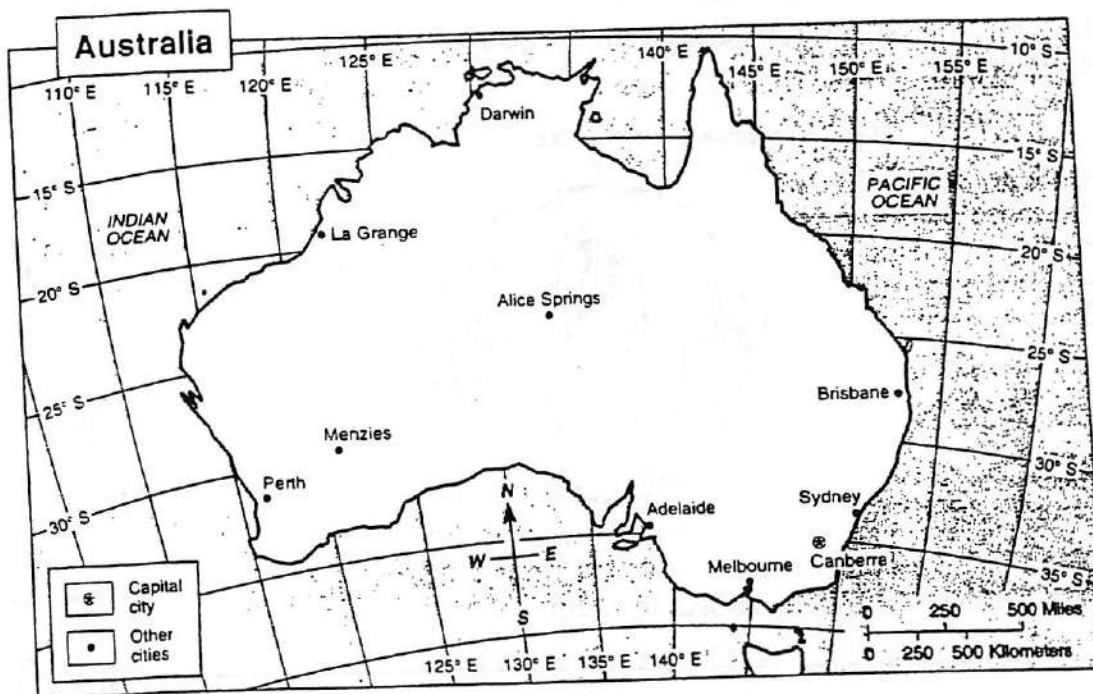 Australia
110° E
115° E
120° E
125° E
140° E
145° E
150° E
155° E
10° S
15° S
20° S
25° S
30° S
35° S
Darwin
15° S
20° S
25° S
30° S
INDIAN
OCEAN
PACIFIC
OCEAN
La Grange
Alice Springs
Brisbane
Menzies
Perth
Adelaide
Sydney
Canberra
Melbourne
N
W
E
S
Capital
city
Other
cities
125° E
130° E
135° E
140° E
0 250 500 Miles
0 250 500 Kilometers